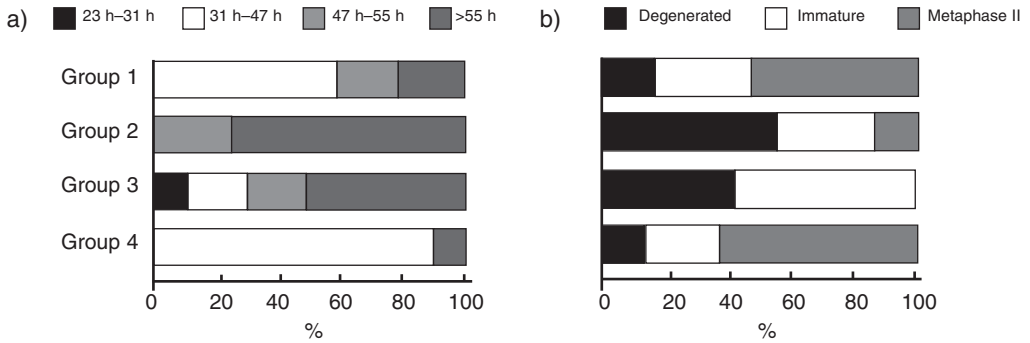 a) 23 h–31 h 31 h–47 h 47 h–55 h >55 h
Group 1
Group 2
Group 3
Group 4
0 20 40 60 80 100
%
b) Degenerated Immature Metaphase II
0 20 40 60 80 100
%